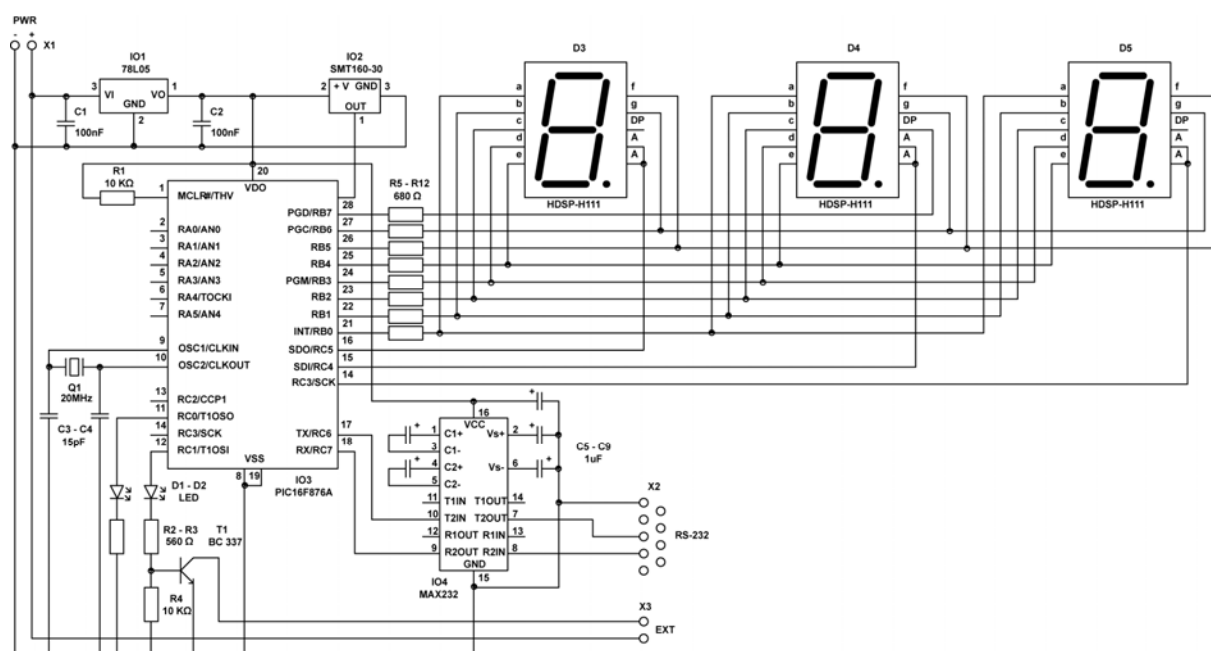 PWR
- +
X1
IO1
78L05
3 VI VO 1
GND
2
C1
100nF
C2
100nF
IO2
SMT160-30
2 + V GND 3
OUT
1
R1
10 KΩ
20
VDO
1 MCLR#/THV
2 RA0/AN0
3 RA1/AN1
4 RA2/AN2
5 RA3/AN3
6 RA4/TOCKI
7 RA5/AN4
9 OSC1/CLKIN
10 OSC2/CLKOUT
13 RC2/CCP1
11 RC0/T1OSO
14 RC3/SCK
12 RC1/T1OSI
28
PGD/RB7
27
PGC/RB6
26
RB5
25
RB4
24
PGM/RB3
23
RB2
22
RB1
21
INT/RB0
16
SDO/RC5
15
SDI/RC4
14
RC3/SCK
17
TX/RC6
18
RX/RC7
VSS
8 19
IO3
PIC16F876A
R5 - R12
680 Ω
Q1
20MHz
C3 - C4
15pF
D1 - D2
LED
R2 - R3
560 Ω
T1
BC 337
R4
10 KΩ
D3
a f
b g
c DP
d A
e A
HDSP-H111
D4
a f
b g
c DP
d A
e A
HDSP-H111
D5
a f
b g
c DP
d A
e A
HDSP-H111
16
VCC
+
+
+
+
+
1 C1+ Vs+ 2
3 C1-
4 C2+ Vs- 6
5 C2-
11 T1IN T1OUT 14
10 T2IN T2OUT 7
12 R1OUT R1IN 13
9 R2OUT R2IN 8
GND
15
IO4
MAX232
C5 - C9
1uF
X2
RS-232
X3
EXT